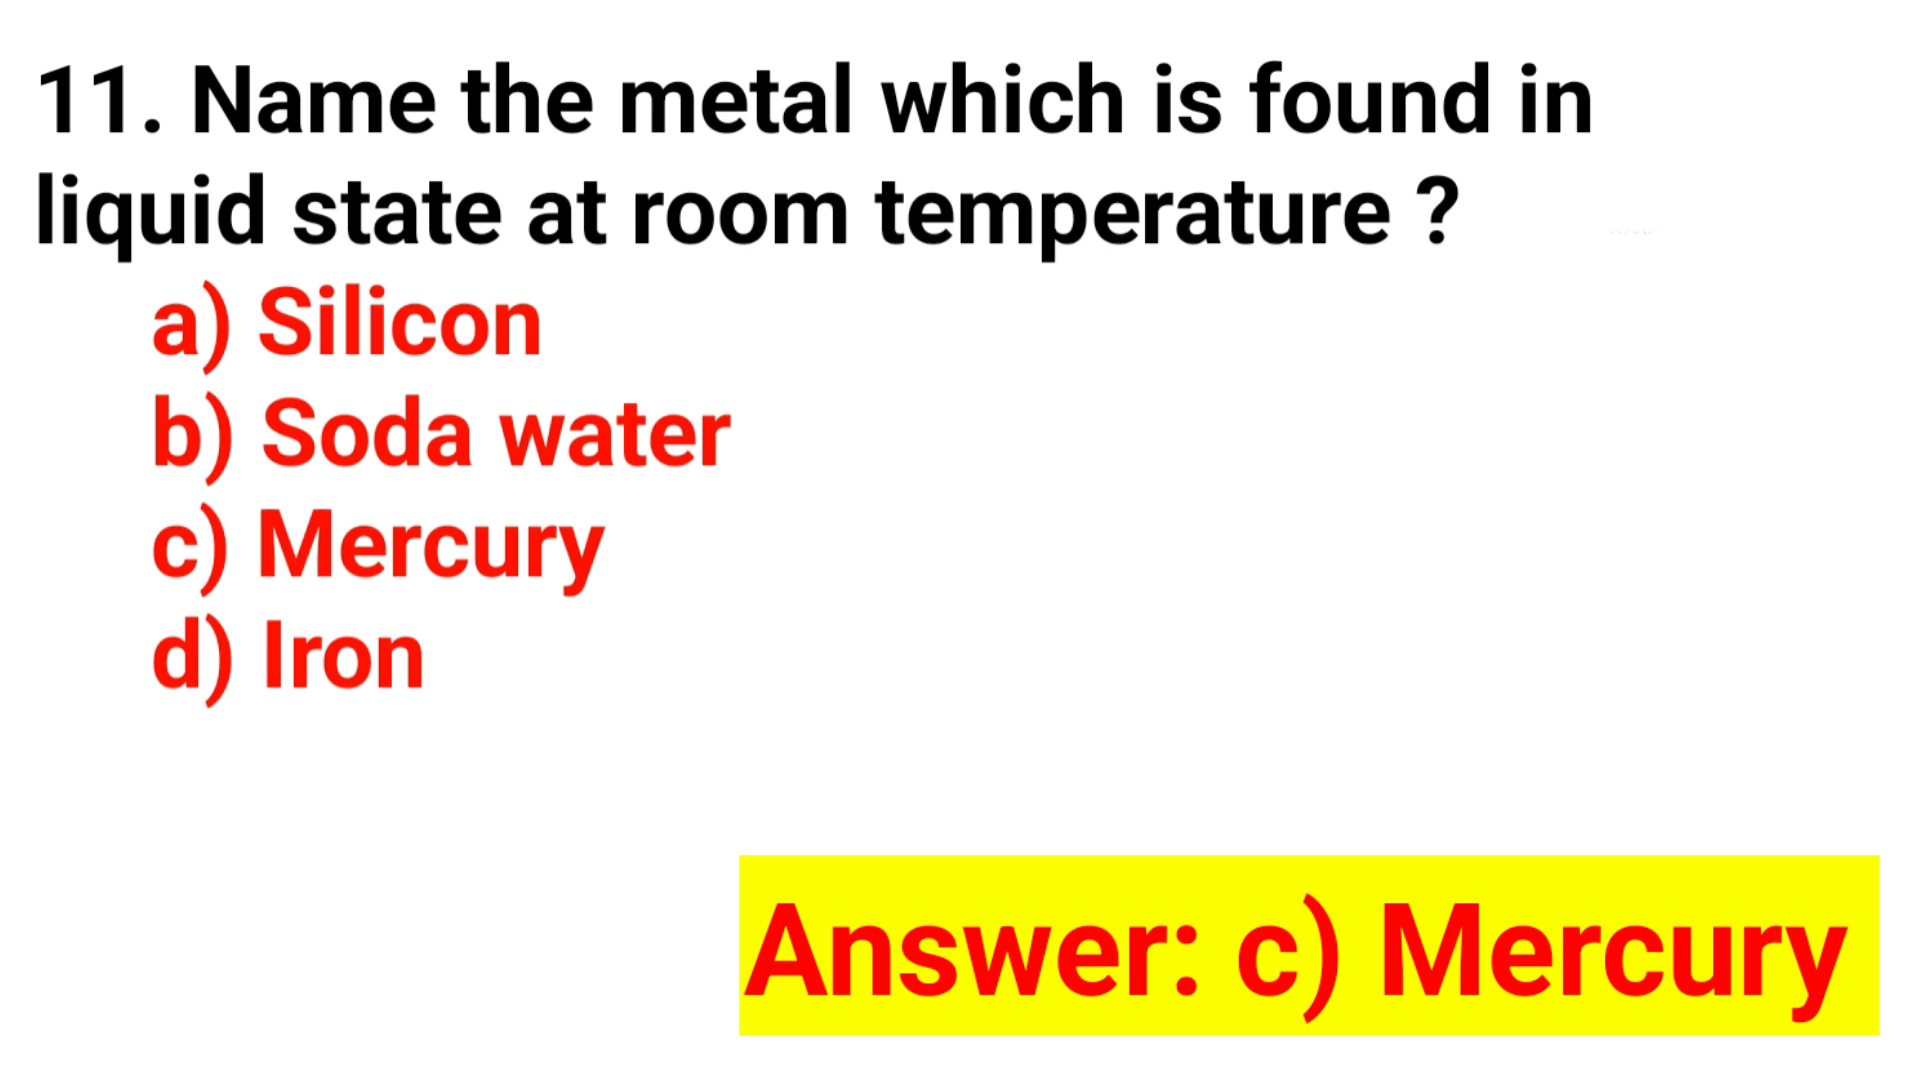 11. Name the metal which is found in
liquid state at room temperature ?
a) Silicon
b) Soda water
c) Mercury
d) Iron
Answer: c) Mercury